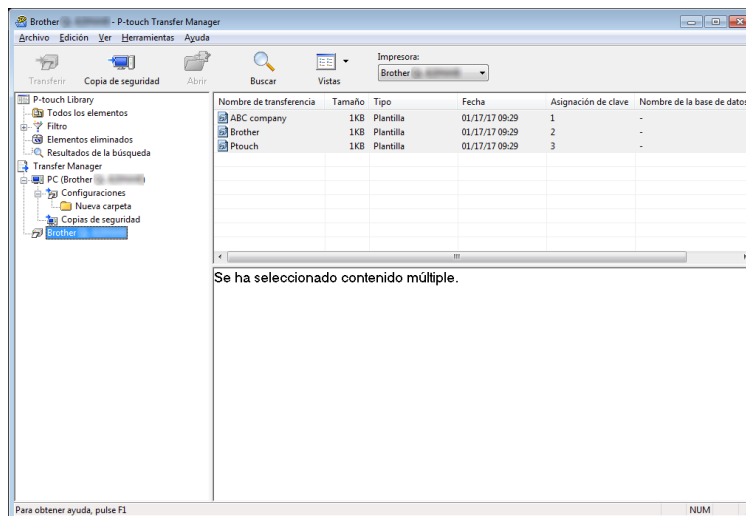 Brother - P-touch Transfer Manager
Archivo Edición Ver Herramientas Ayuda
Transferir Copia de seguridad Abrir Buscar Vistas
Impresora:
Brother
P-touch Library
Todos los elementos
Filtro
Elementos eliminados
Resultados de la búsqueda
Transfer Manager
PC (Brother )
Configuraciones
Nueva carpeta
Copias de seguridad
Brother
Nombre de transferencia Tamaño Tipo Fecha Asignación de clave Nombre de la base de datos
ABC company 1KB Plantilla 01/17/17 09:29 1 -
Brother 1KB Plantilla 01/17/17 09:29 2 -
Ptouch 1KB Plantilla 01/17/17 09:29 3 -
Se ha seleccionado contenido múltiple.
Para obtener ayuda, pulse F1 NUM